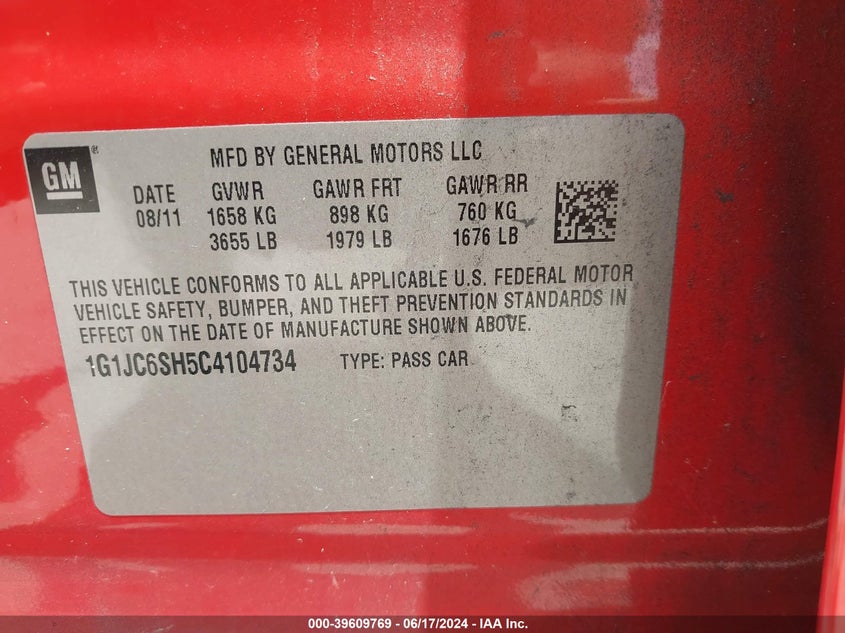 GM ®
MFD BY GENERAL MOTORS LLC
DATE GVWR GAWR FRT GAWR RR
08/11 1658 KG 898 KG 760 KG
3655 LB 1979 LB 1676 LB
THIS VEHICLE CONFORMS TO ALL APPLICABLE U.S. FEDERAL MOTOR
VEHICLE SAFETY, BUMPER, AND THEFT PREVENTION STANDARDS IN
EFFECT ON THE DATE OF MANUFACTURE SHOWN ABOVE.
1G1JC6SH5C4104734 TYPE: PASS CAR
000-39609769 - 06/17/2024 - IAA Inc.